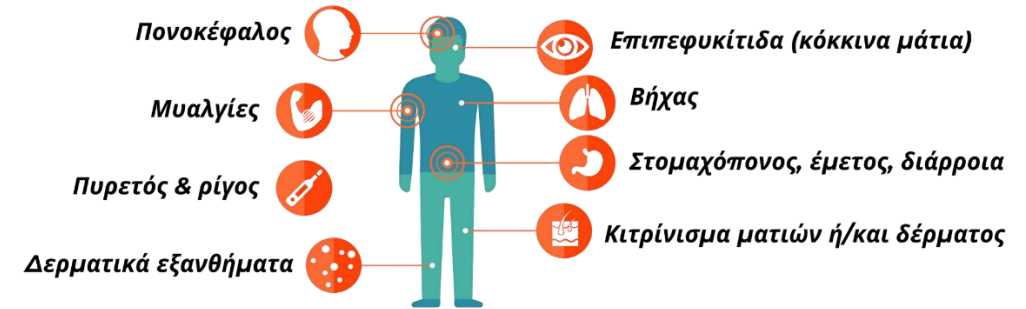 Πονοκέφαλος
Επιπεφυκίτιδα (κόκκινα μάτια)
Μυαλγίες
Βήχας
Πυρετός & ρίγος
Στομαχόπονος, έμετος, διάρροια
Δερματικά εξανθήματα
Κιτρίνισμα ματιών ή/και δέρματος